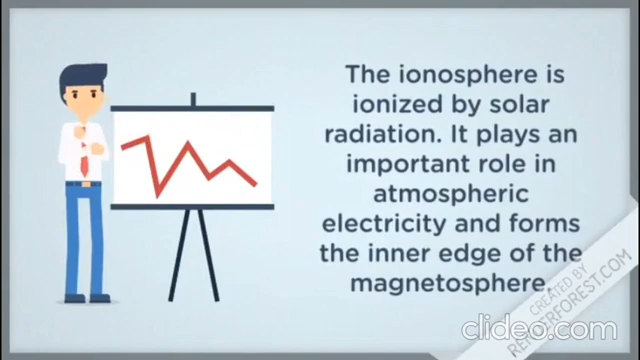 The ionosphere is
ionized by solar
radiation. It plays an
important role in
atmospheric
electricity and forms
the inner edge of the
magnetosphere.
CREATED BY
RENDERFOREST.COM
clideo.com